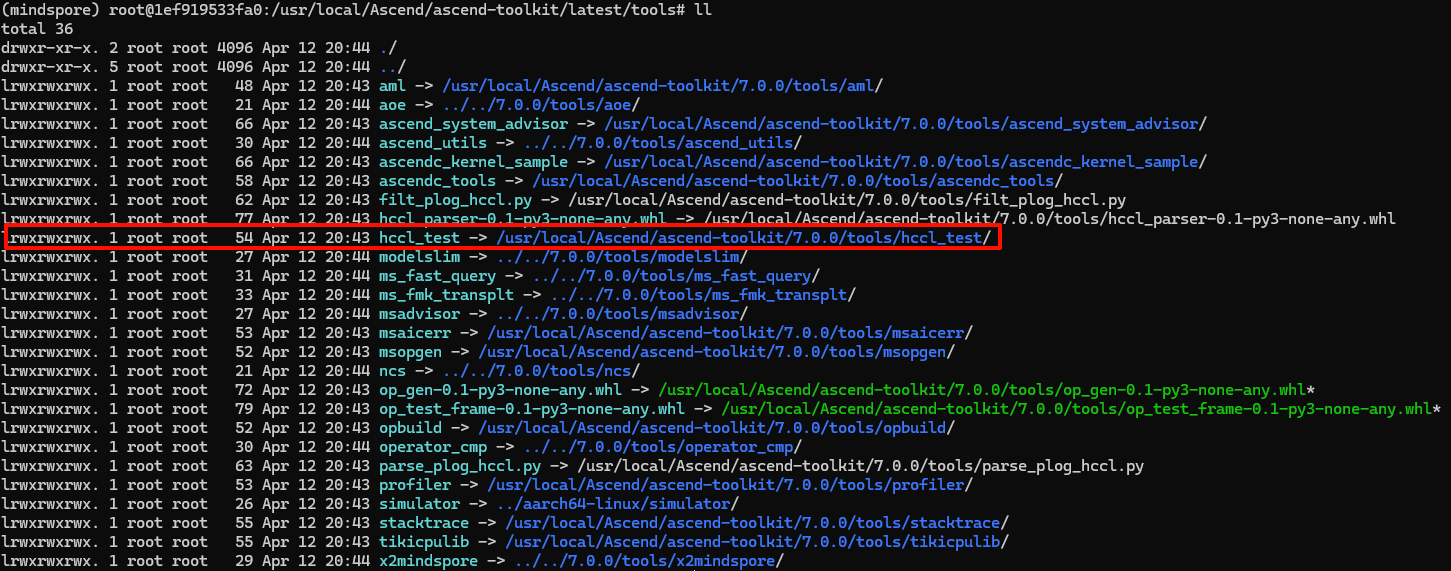 (mindspore) root@1ef919533fa0:/usr/local/Ascend/ascend-toolkit/latest/tools# ll
total 36
drwxr-xr-x. 2 root root 4096 Apr 12 20:44 ./
drwxr-xr-x. 5 root root 4096 Apr 12 20:44 ../
lrwxrwxrwx. 1 root root   48 Apr 12 20:43 aml -> /usr/local/Ascend/ascend-toolkit/7.0.0/tools/aml/
lrwxrwxrwx. 1 root root   21 Apr 12 20:44 aoe -> ../../7.0.0/tools/aoe/
lrwxrwxrwx. 1 root root   66 Apr 12 20:43 ascend_system_advisor -> /usr/local/Ascend/ascend-toolkit/7.0.0/tools/ascend_system_advisor/
lrwxrwxrwx. 1 root root   30 Apr 12 20:44 ascend_utils -> ../../7.0.0/tools/ascend_utils/
lrwxrwxrwx. 1 root root   66 Apr 12 20:43 ascendc_kernel_sample -> /usr/local/Ascend/ascend-toolkit/7.0.0/tools/ascendc_kernel_sample/
lrwxrwxrwx. 1 root root   58 Apr 12 20:43 ascendc_tools -> /usr/local/Ascend/ascend-toolkit/7.0.0/tools/ascendc_tools/
lrwxrwxrwx. 1 root root   62 Apr 12 20:43 filt_plog_hccl.py -> /usr/local/Ascend/ascend-toolkit/7.0.0/tools/filt_plog_hccl.py
lrwxrwxrwx. 1 root root   77 Apr 12 20:43 hccl_parser-0.1-py3-none-any.whl -> /usr/local/Ascend/ascend-toolkit/7.0.0/tools/hccl_parser-0.1-py3-none-any.whl
lrwxrwxrwx. 1 root root   54 Apr 12 20:43 hccl_test -> /usr/local/Ascend/ascend-toolkit/7.0.0/tools/hccl_test/
lrwxrwxrwx. 1 root root   27 Apr 12 20:44 modelslim -> ../../7.0.0/tools/modelslim/
lrwxrwxrwx. 1 root root   31 Apr 12 20:44 ms_fast_query -> ../../7.0.0/tools/ms_fast_query/
lrwxrwxrwx. 1 root root   33 Apr 12 20:44 ms_fmk_transplt -> ../../7.0.0/tools/ms_fmk_transplt/
lrwxrwxrwx. 1 root root   27 Apr 12 20:44 msadvisor -> ../../7.0.0/tools/msadvisor/
lrwxrwxrwx. 1 root root   53 Apr 12 20:43 msaicerr -> /usr/local/Ascend/ascend-toolkit/7.0.0/tools/msaicerr/
lrwxrwxrwx. 1 root root   52 Apr 12 20:43 msopgen -> /usr/local/Ascend/ascend-toolkit/7.0.0/tools/msopgen/
lrwxrwxrwx. 1 root root   21 Apr 12 20:44 ncs -> ../../7.0.0/tools/ncs/
lrwxrwxrwx. 1 root root   72 Apr 12 20:43 op_gen-0.1-py3-none-any.whl -> /usr/local/Ascend/ascend-toolkit/7.0.0/tools/op_gen-0.1-py3-none-any.whl*
lrwxrwxrwx. 1 root root   79 Apr 12 20:43 op_test_frame-0.1-py3-none-any.whl -> /usr/local/Ascend/ascend-toolkit/7.0.0/tools/op_test_frame-0.1-py3-none-any.whl*
lrwxrwxrwx. 1 root root   52 Apr 12 20:43 opbuild -> /usr/local/Ascend/ascend-toolkit/7.0.0/tools/opbuild/
lrwxrwxrwx. 1 root root   30 Apr 12 20:44 operator_cmp -> ../../7.0.0/tools/operator_cmp/
lrwxrwxrwx. 1 root root   63 Apr 12 20:43 parse_plog_hccl.py -> /usr/local/Ascend/ascend-toolkit/7.0.0/tools/parse_plog_hccl.py
lrwxrwxrwx. 1 root root   53 Apr 12 20:43 profiler -> /usr/local/Ascend/ascend-toolkit/7.0.0/tools/profiler/
lrwxrwxrwx. 1 root root   26 Apr 12 20:43 simulator -> ../aarch64-linux/simulator/
lrwxrwxrwx. 1 root root   55 Apr 12 20:43 stacktrace -> /usr/local/Ascend/ascend-toolkit/7.0.0/tools/stacktrace/
lrwxrwxrwx. 1 root root   55 Apr 12 20:43 tikicpulib -> /usr/local/Ascend/ascend-toolkit/7.0.0/tools/tikicpulib/
lrwxrwxrwx. 1 root root   29 Apr 12 20:44 x2mindspore -> ../../7.0.0/tools/x2mindspore/